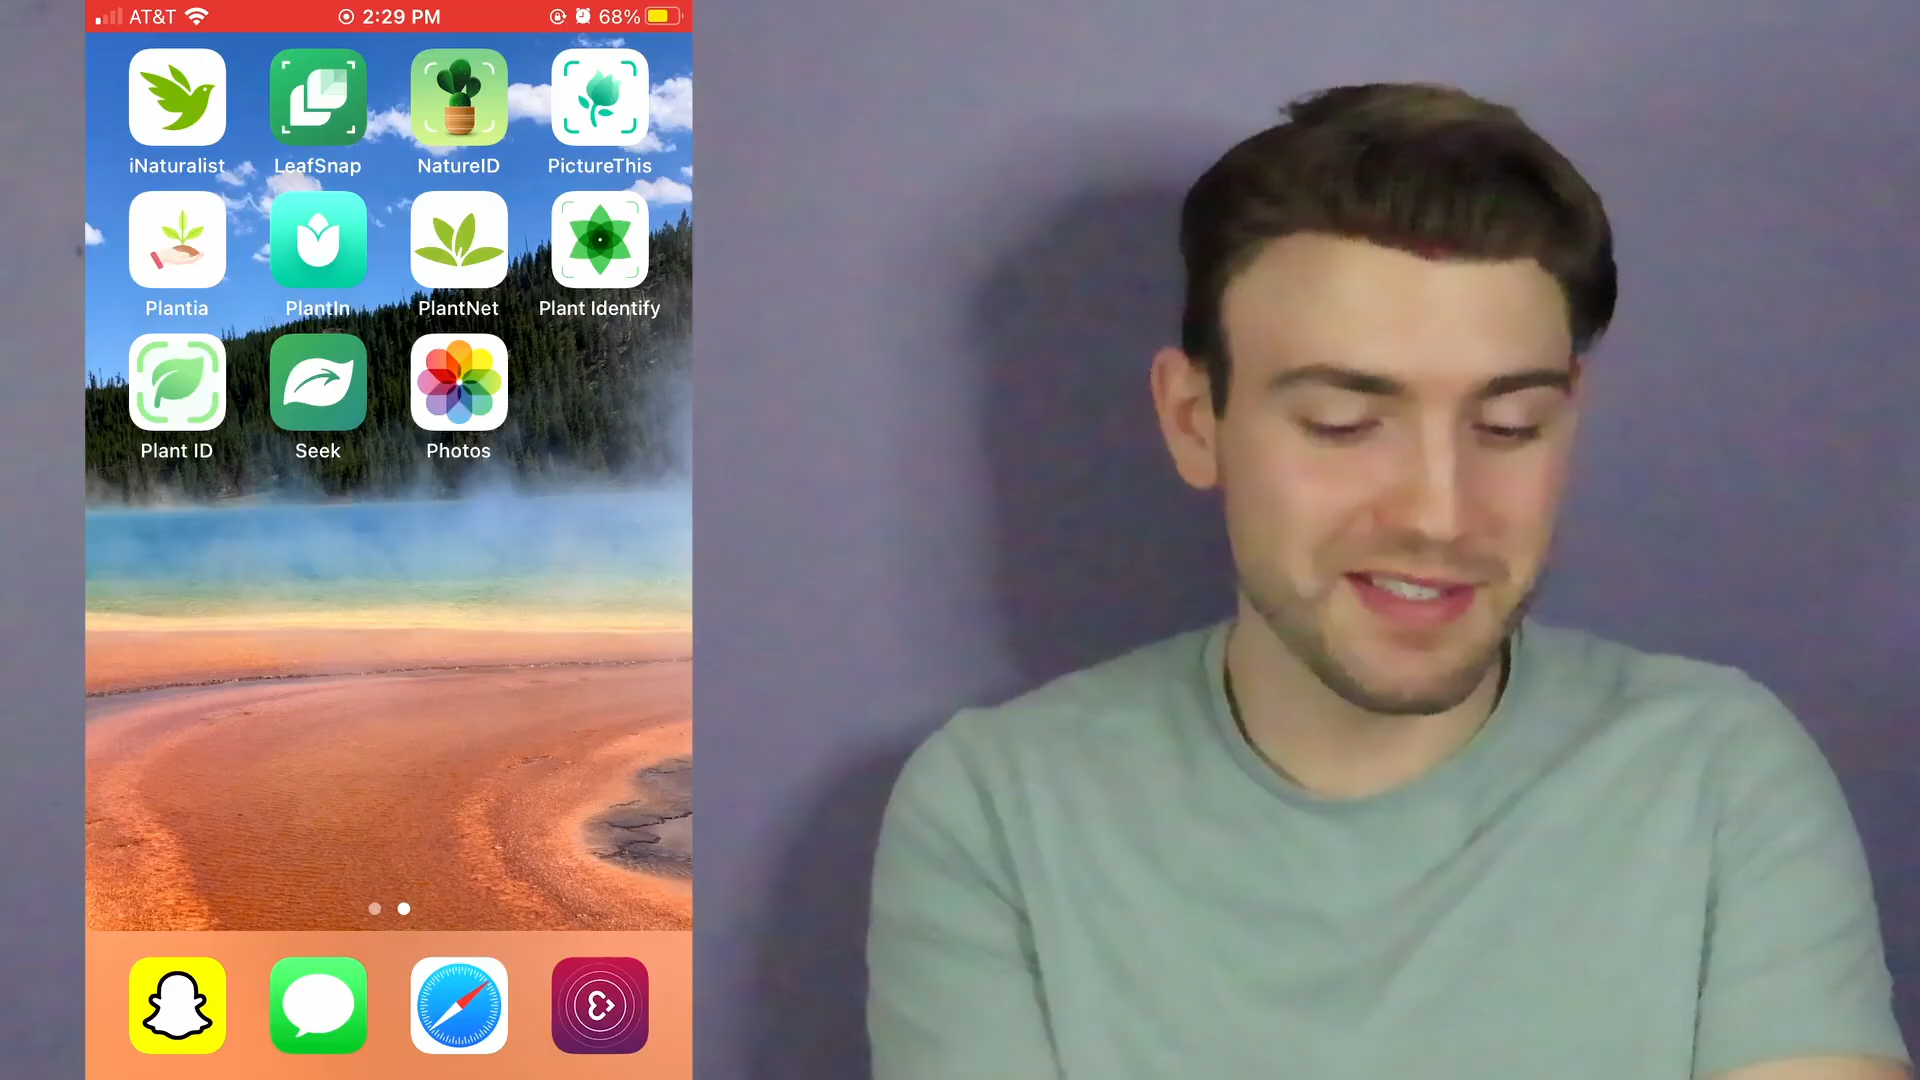 AT&T 2:29 PM 68%
iNaturalist LeafSnap NatureID PictureThis
Plantia PlantIn PlantNet Plant Identify
Plant ID Seek Photos